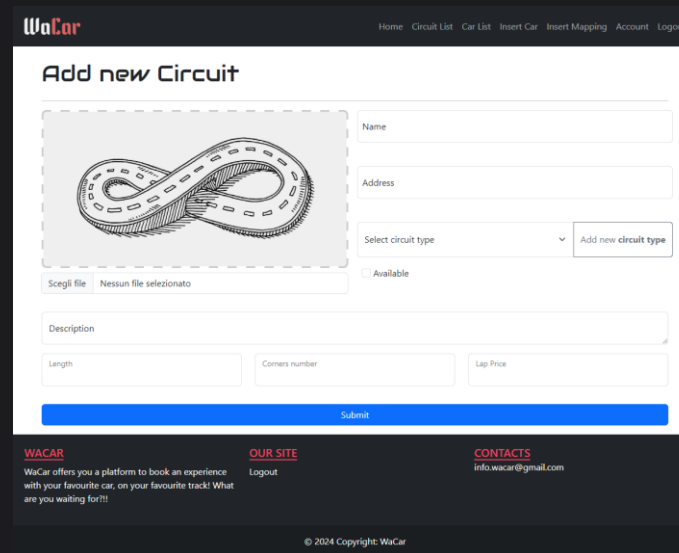 WaCar
Home Circuit List Car List Insert Car Insert Mapping Account Logout
Add new Circuit
Name
Address
Select circuit type
Add new circuit type
Scegli file Nessun file selezionato
Available
Description
Length
Corners number
Lap Price
Submit
WACAR
WaCar offers you a platform to book an experience
with your favourite car, on your favourite track! What
are you waiting for?!!
OUR SITE
Logout
CONTACTS
info.wacar@gmail.com
© 2024 Copyright: WaCar